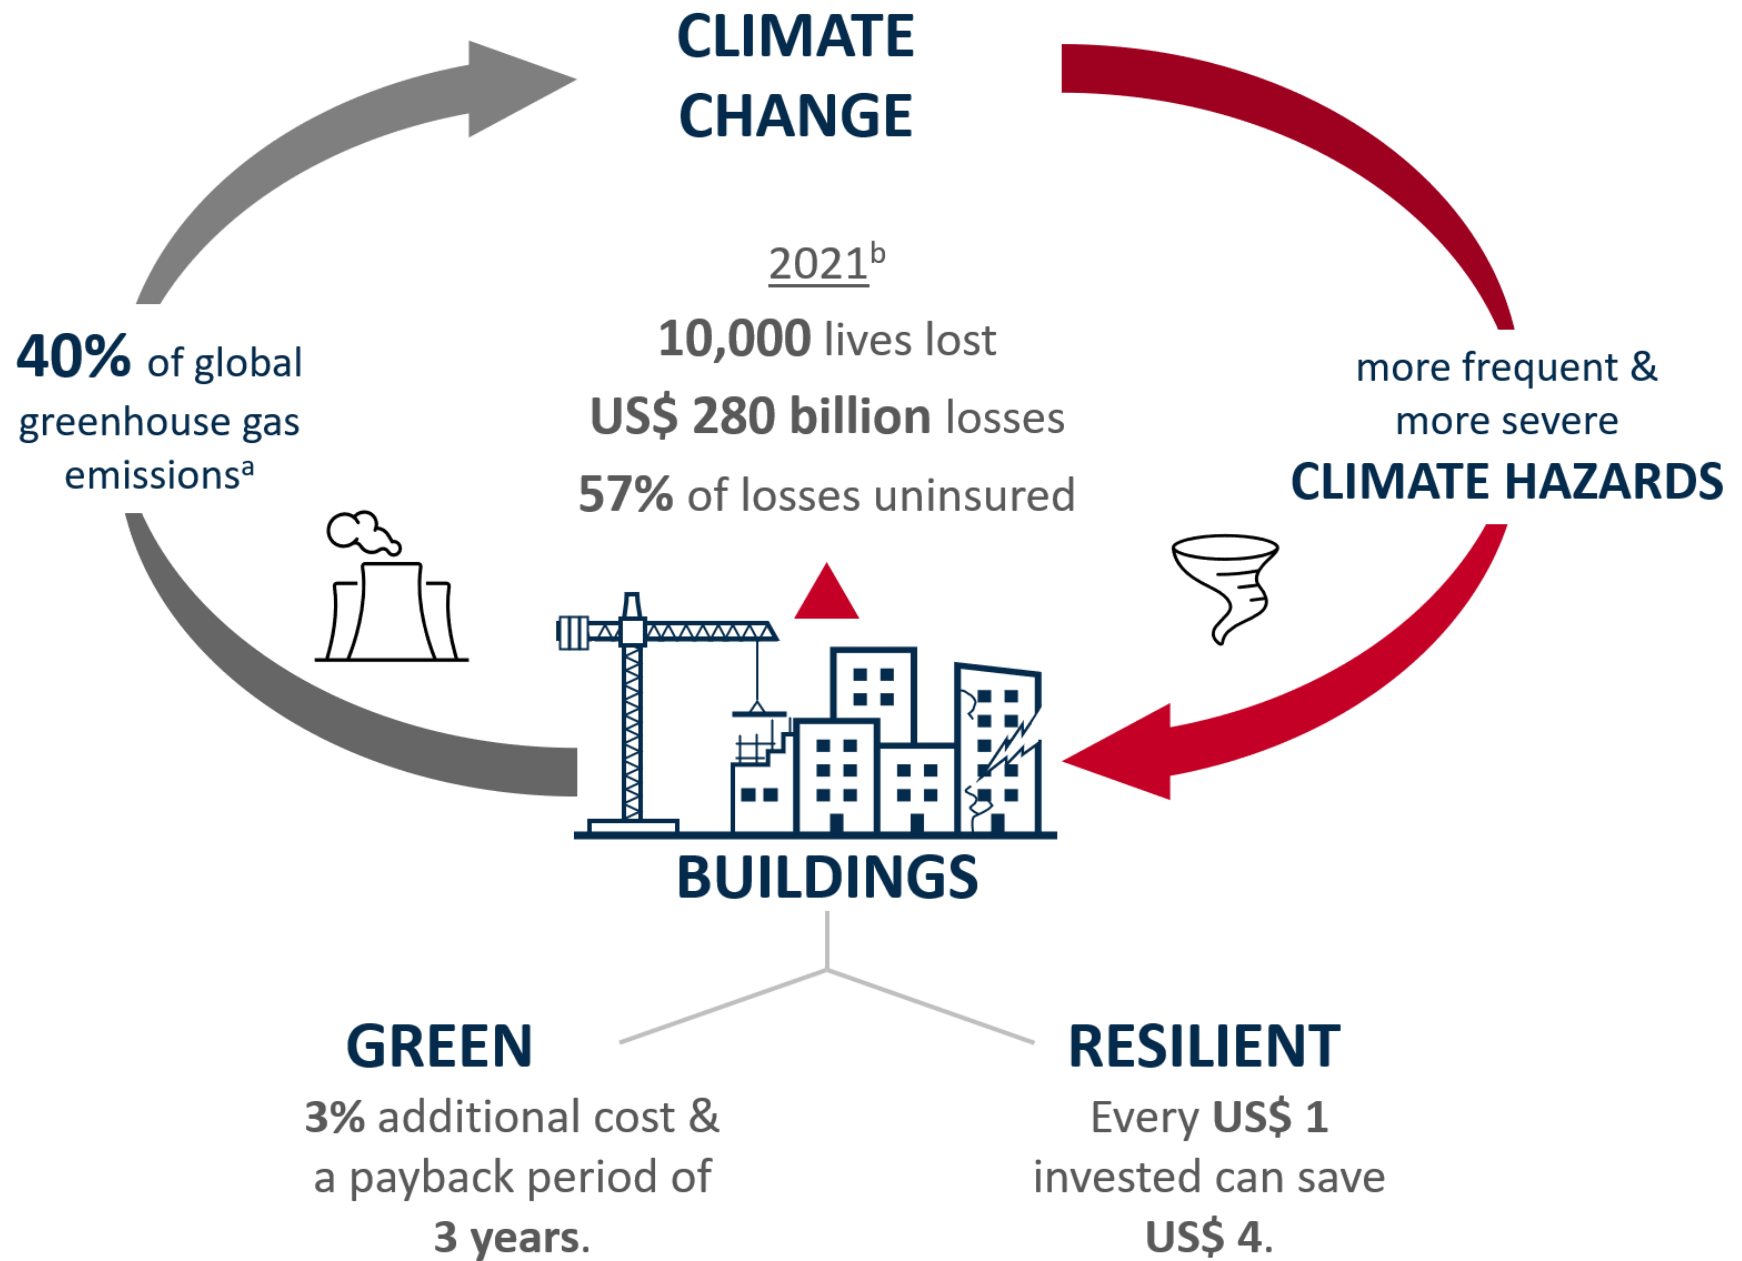 CLIMATE
CHANGE
2021ᵇ
10,000 lives lost
US$ 280 billion losses
57% of losses uninsured
40% of global
greenhouse gas
emissionsᵃ
more frequent &
more severe
CLIMATE HAZARDS
BUILDINGS
GREEN
3% additional cost &
a payback period of
3 years.
RESILIENT
Every US$ 1
invested can save
US$ 4.